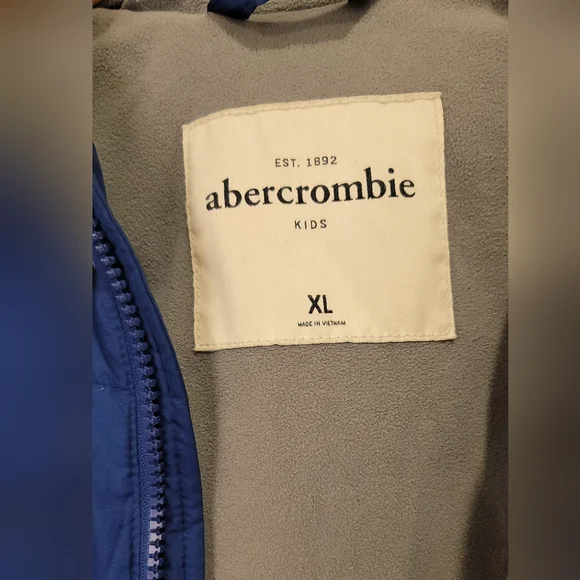 EST. 1892
abercrombie
KIDS
XL
MADE IN VIETNAM